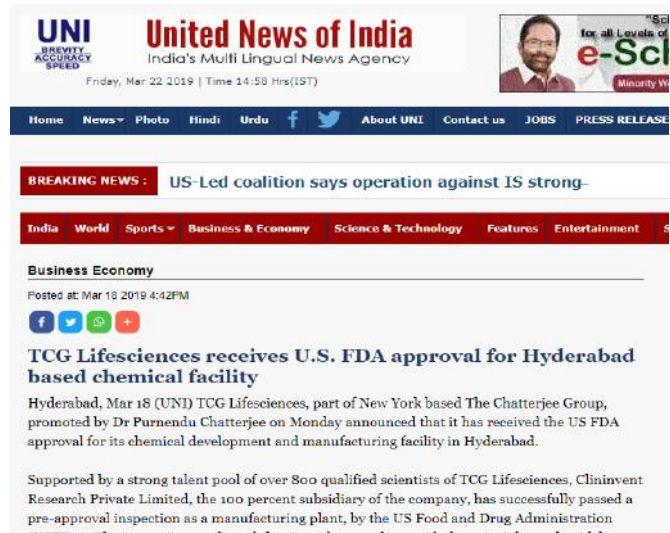 UNI
BREVITY
ACCURACY
SPEED
United News of India
India's Multi Lingual News Agency
Friday, Mar 22 2019 | Time 14:58 Hrs(IST)
for all Levels of
Minority
Home News Photo Hindi Urdu f About UNI Contact us JOBS PRESS RELEASE
BREAKING NEWS : US-Led coalition says operation against IS strong-
India World Sports Business & Economy Science & Technology Features Entertainment S
Business Economy
Posted at: Mar 18 2019 4:42PM
TCG Lifesciences receives U.S. FDA approval for Hyderabad
based chemical facility
Hyderabad, Mar 18 (UNI) TCG Lifesciences, part of New York based The Chatterjee Group,
promoted by Dr Purnendu Chatterjee on Monday announced that it has received the US FDA
approval for its chemical development and manufacturing facility in Hyderabad.
Supported by a strong talent pool of over 800 qualified scientists of TCG Lifesciences, Clininvent
Research Private Limited, the 100 percent subsidiary of the company, has successfully passed a
pre-approval inspection as a manufacturing plant, by the US Food and Drug Administration